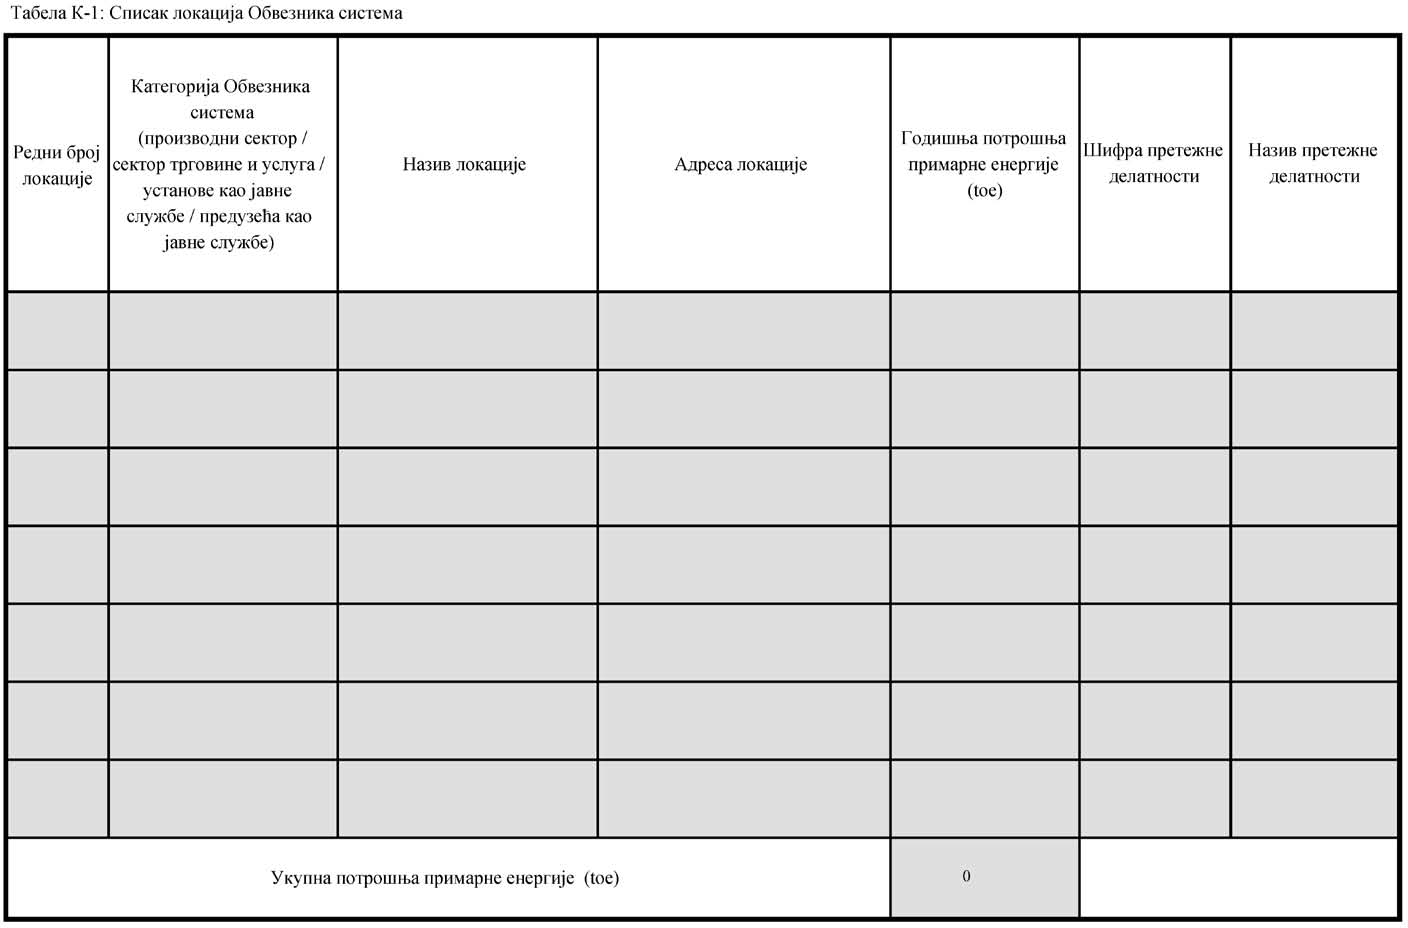 Табела К-1: Списак локација Обвезника система
Редни број
локације
Категорија Обвезника
система
(производни сектор /
сектор трговине и услуга /
установе као јавне
службе / предузећа као
јавне службе)
Назив локације
Адреса локације
Годишња потрошња
примарне енергије
(toe)
Шифра претежне
делатности
Назив претежне
делатности
Укупна потрошња примарне енергије (toe)
0